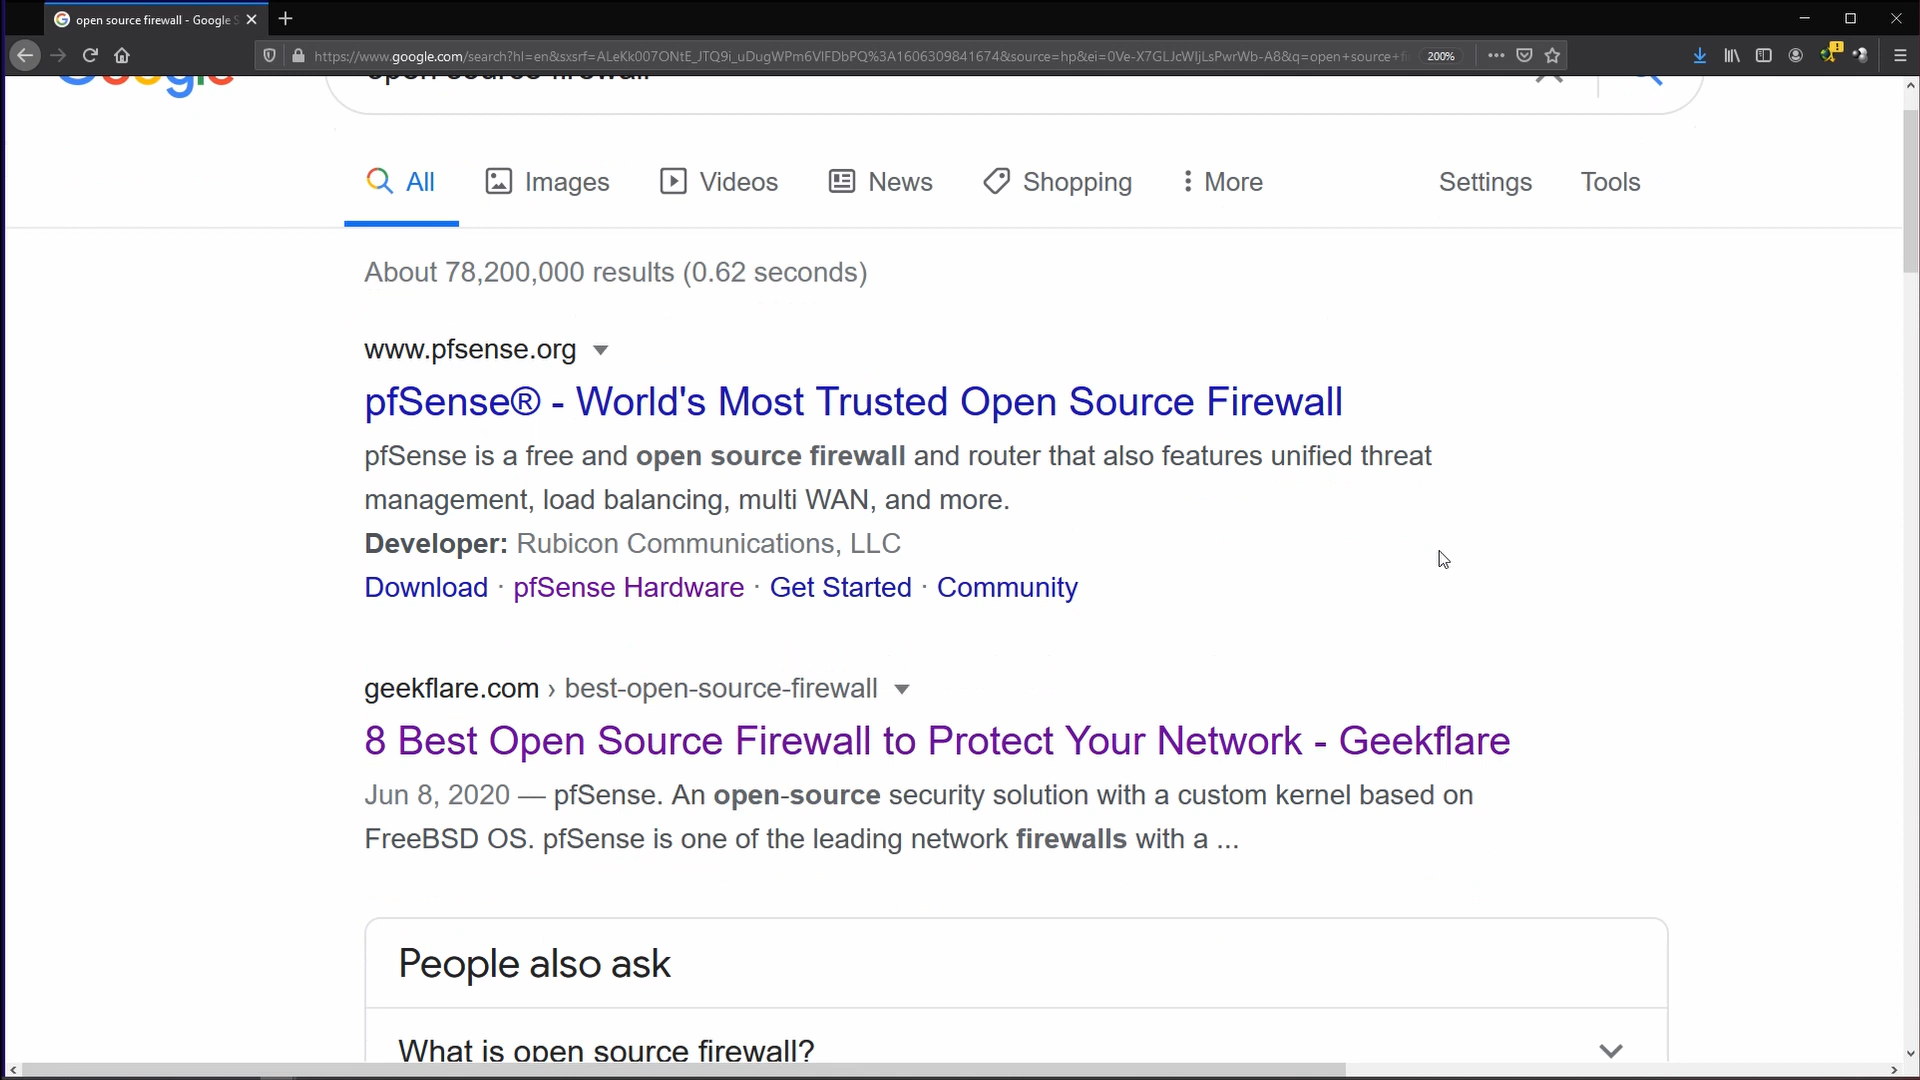 open source firewall - Google S
https://www.google.com/search?hl=en&sxsrf=ALeKk007ONtE_JTQ9i_uDugWPm6VIFDbPQ%3A1606309841674&source=hp&ei=0Ve-X7GLJcWIjLsPwrWb-A8&q=open+source+fi
200%
Google
open source firewall
All Images Videos News Shopping More Settings Tools
About 78,200,000 results (0.62 seconds)
www.pfsense.org
pfSense® - World's Most Trusted Open Source Firewall
pfSense is a free and open source firewall and router that also features unified threat
management, load balancing, multi WAN, and more.
Developer: Rubicon Communications, LLC
Download · pfSense Hardware · Get Started · Community
geekflare.com › best-open-source-firewall
8 Best Open Source Firewall to Protect Your Network - Geekflare
Jun 8, 2020 — pfSense. An open-source security solution with a custom kernel based on
FreeBSD OS. pfSense is one of the leading network firewalls with a ...
People also ask
What is open source firewall?